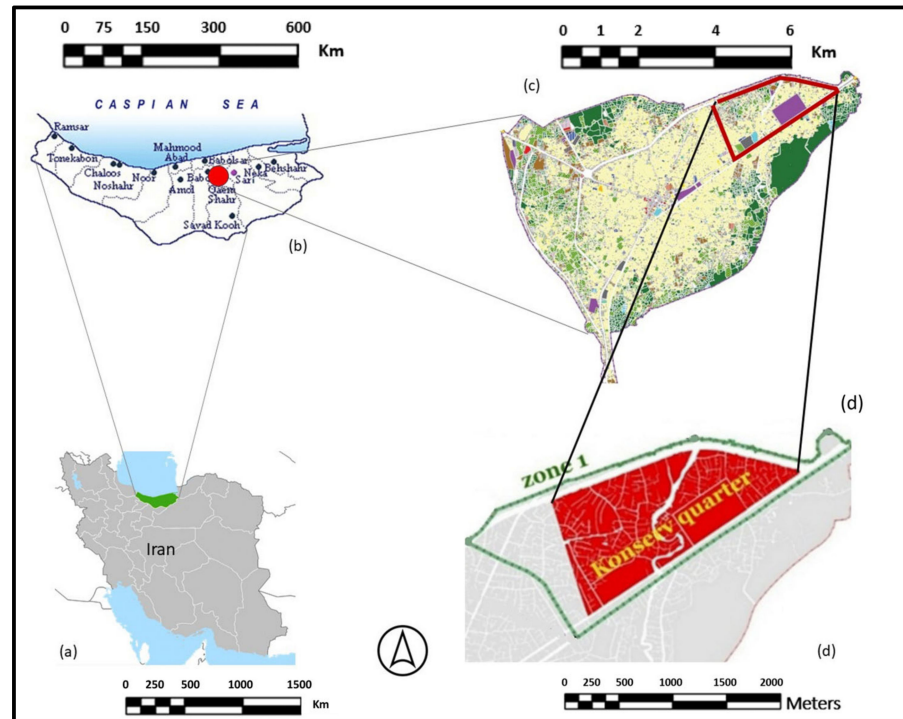 0 75 150 300 600
Km
CASPIAN SEA
Ramsar
Tonekabon
Chaloos
Noshahr
Noor
Mahmood
Abad
Amol
Babolsar
Babol
Qaem
Shahr
Sari
Neka
Behshahr
Savad Kooh
(b)
0 1 2 4 6
Km
(c)
(d)
Iran
(a)
0 250 500 1000 1500
Km
zone 1
Konserv quarter
(d)
0 250 500 1000 1500 2000
Meters